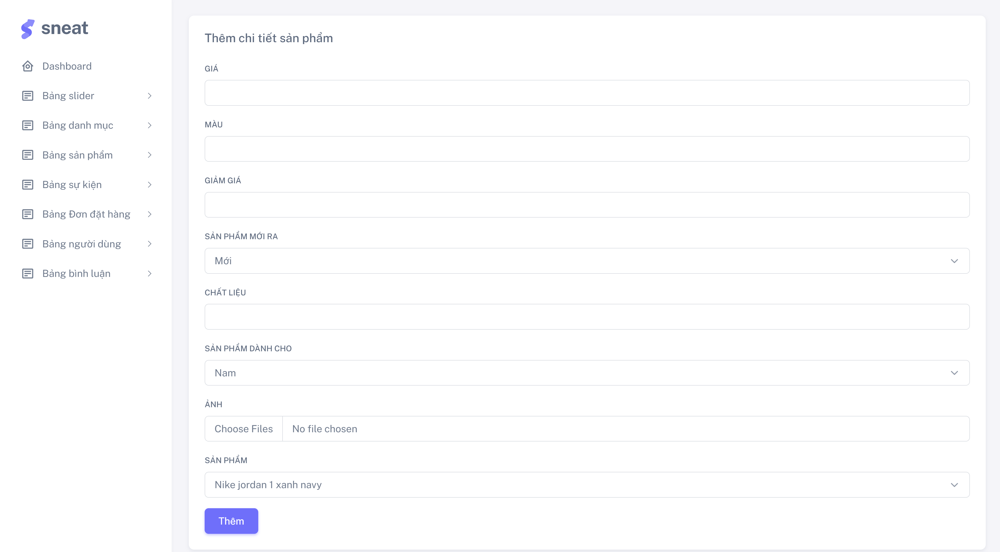 sneat
Dashboard
Bảng slider
Bảng danh mục
Bảng sản phẩm
Bảng sự kiện
Bảng Đơn đặt hàng
Bảng người dùng
Bảng bình luận
Thêm chi tiết sản phẩm
GIÁ
MÀU
GIẢM GIÁ
SẢN PHẨM MỚI RA
Mới
CHẤT LIỆU
SẢN PHẨM DÀNH CHO
Nam
ẢNH
Choose Files No file chosen
SẢN PHẨM
Nike jordan 1 xanh navy
Thêm